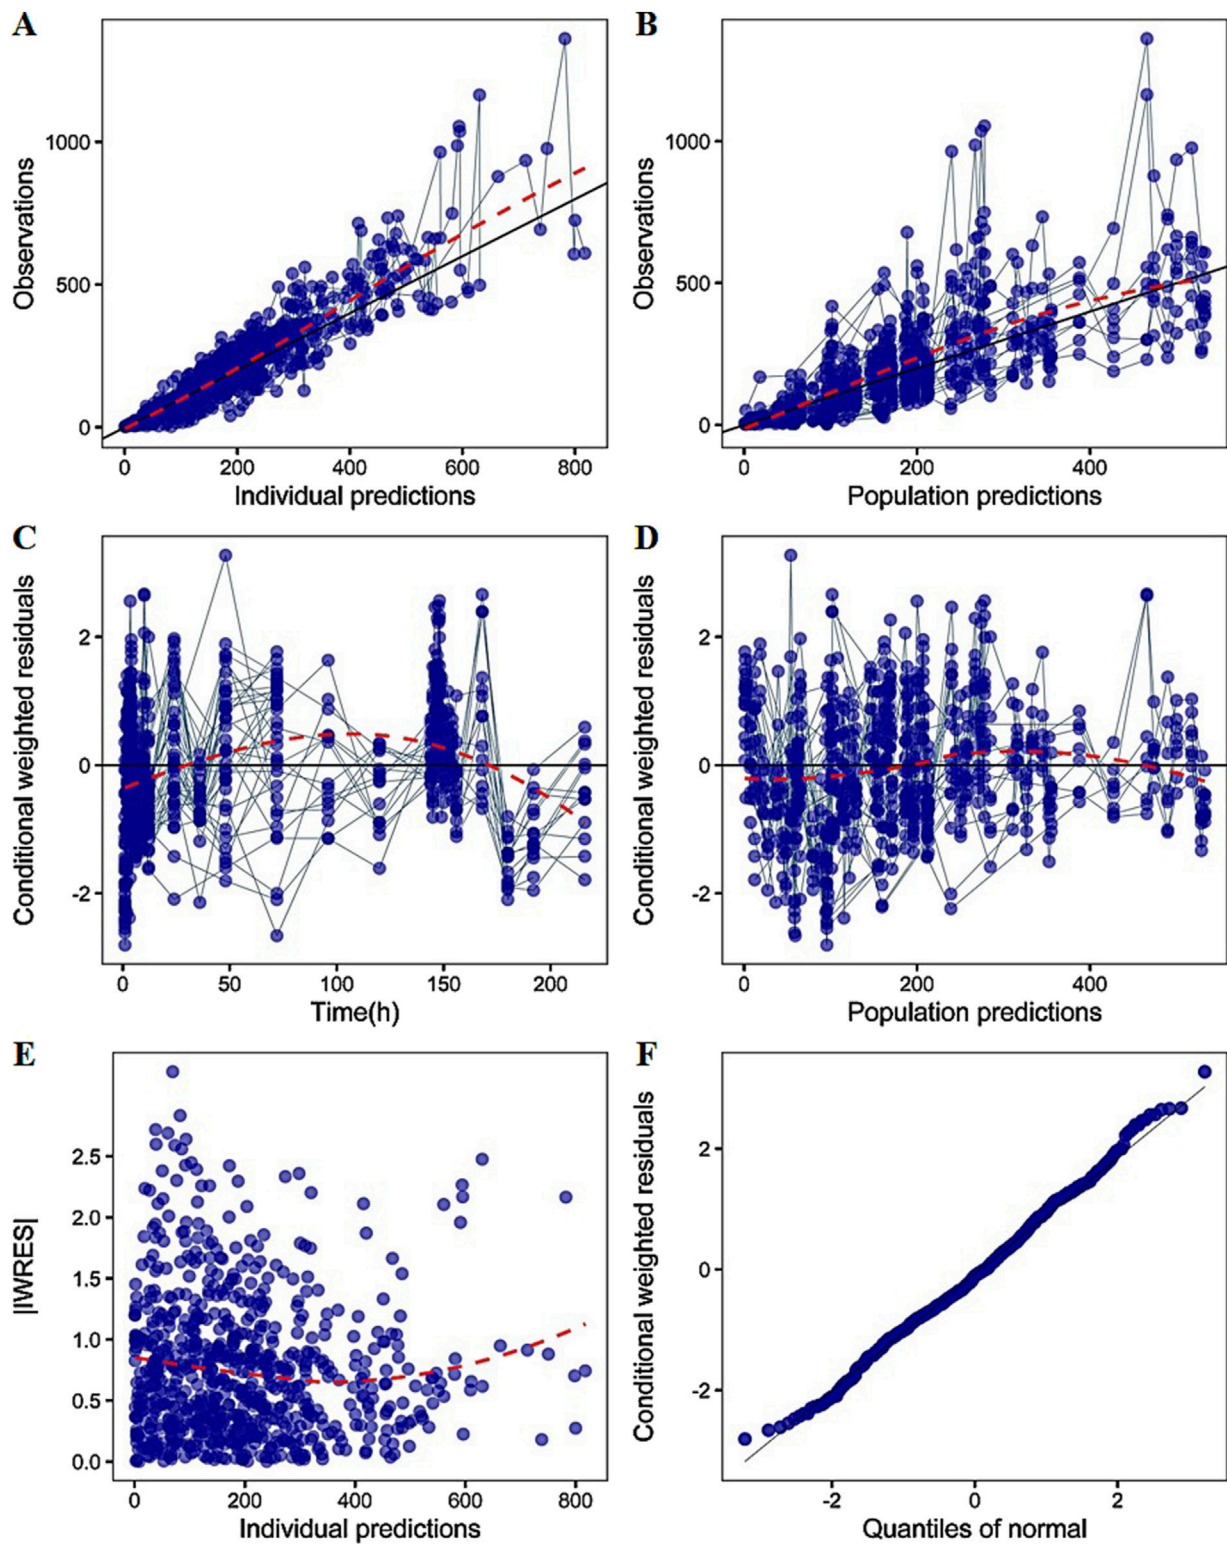 A
B
1000
500
0
Observations
0 200 400 600 800
Individual predictions
1000
500
0
Observations
0 200 400
Population predictions
C
D
2
0
-2
Conditional weighted residuals
0 50 100 150 200
Time(h)
2
0
-2
Conditional weighted residuals
0 200 400
Population predictions
E
F
2.5
2.0
1.5
1.0
0.5
0.0
|IWRES|
0 200 400 600 800
Individual predictions
2
0
-2
Conditional weighted residuals
-2 0 2
Quantiles of normal